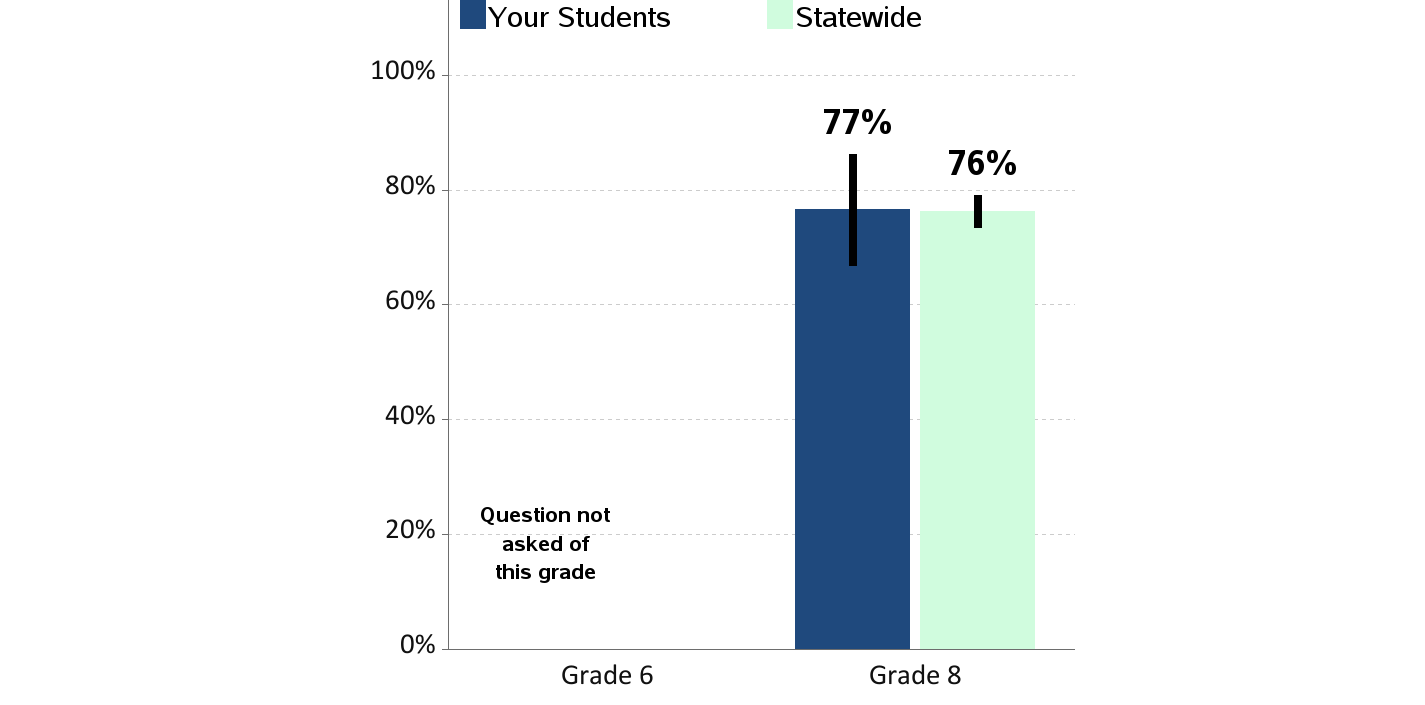 Your Students Statewide
100%
77%
76%
80%
60%
40%
Question not
20%
asked of
this grade
0%
Grade 6 Grade 8